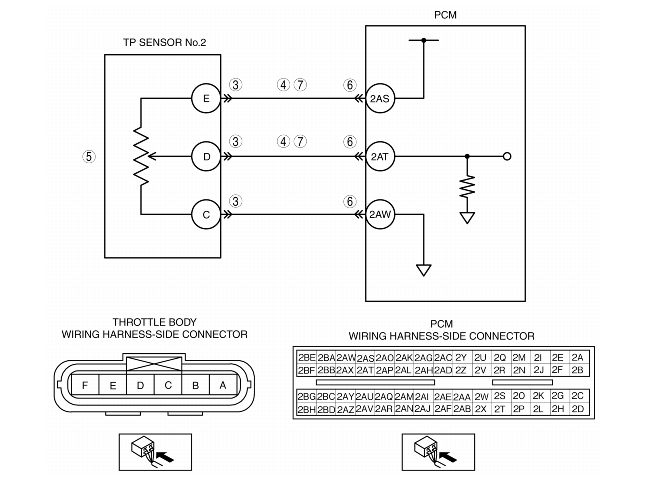 PCM
TP SENSOR No.2
E 3 4 7 6 2AS
5 D 3 4 7 6 2AT
C 3 6 2AW
THROTTLE BODY
WIRING HARNESS-SIDE CONNECTOR
F E D C B A
PCM
WIRING HARNESS-SIDE CONNECTOR
2BE 2BA 2AW 2AS 2AO 2AK 2AG 2AC 2Y 2U 2Q 2M 2I 2E 2A
2BF 2BB 2AX 2AT 2AP 2AL 2AH 2AD 2Z 2V 2R 2N 2J 2F 2B
2BG 2BC 2AY 2AU 2AQ 2AM 2AI 2AE 2AA 2W 2S 2O 2K 2G 2C
2BH 2BD 2AZ 2AV 2AR 2AN 2AJ 2AF 2AB 2X 2T 2P 2L 2H 2D